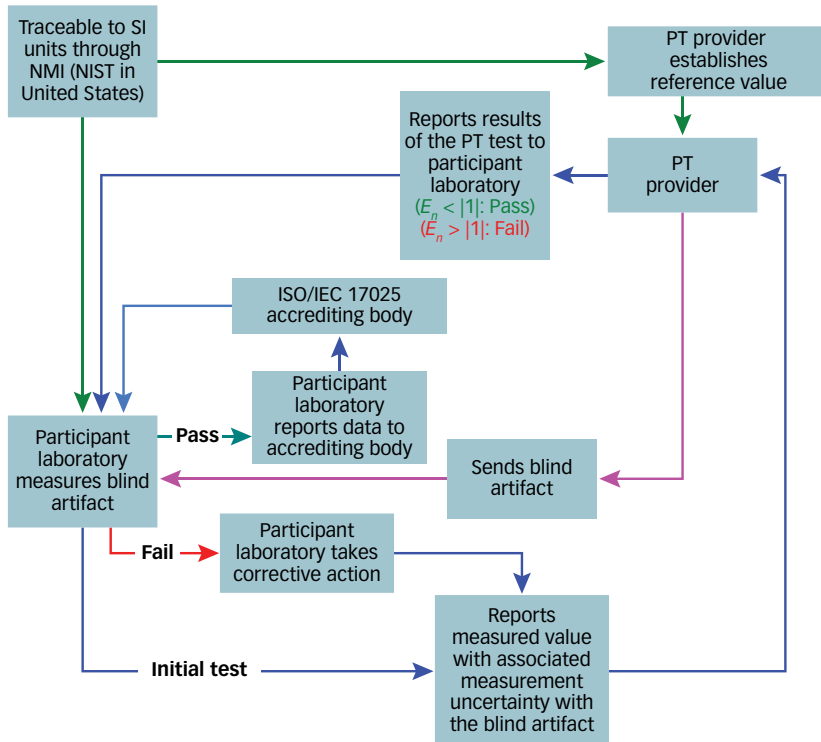 Traceable to SI
units through
NMI (NIST in
United States)
PT provider
establishes
reference value
Reports results
of the PT test to
participant
laboratory
(En < |1|: Pass)
(En > |1|: Fail)
PT
provider
ISO/IEC 17025
accrediting body
Participant
laboratory
reports data to
accrediting body
Participant
laboratory
measures blind
artifact
Pass
Sends blind
artifact
Fail
Participant
laboratory takes
corrective action
Reports
measured value
with associated
measurement
uncertainty with
the blind artifact
Initial test